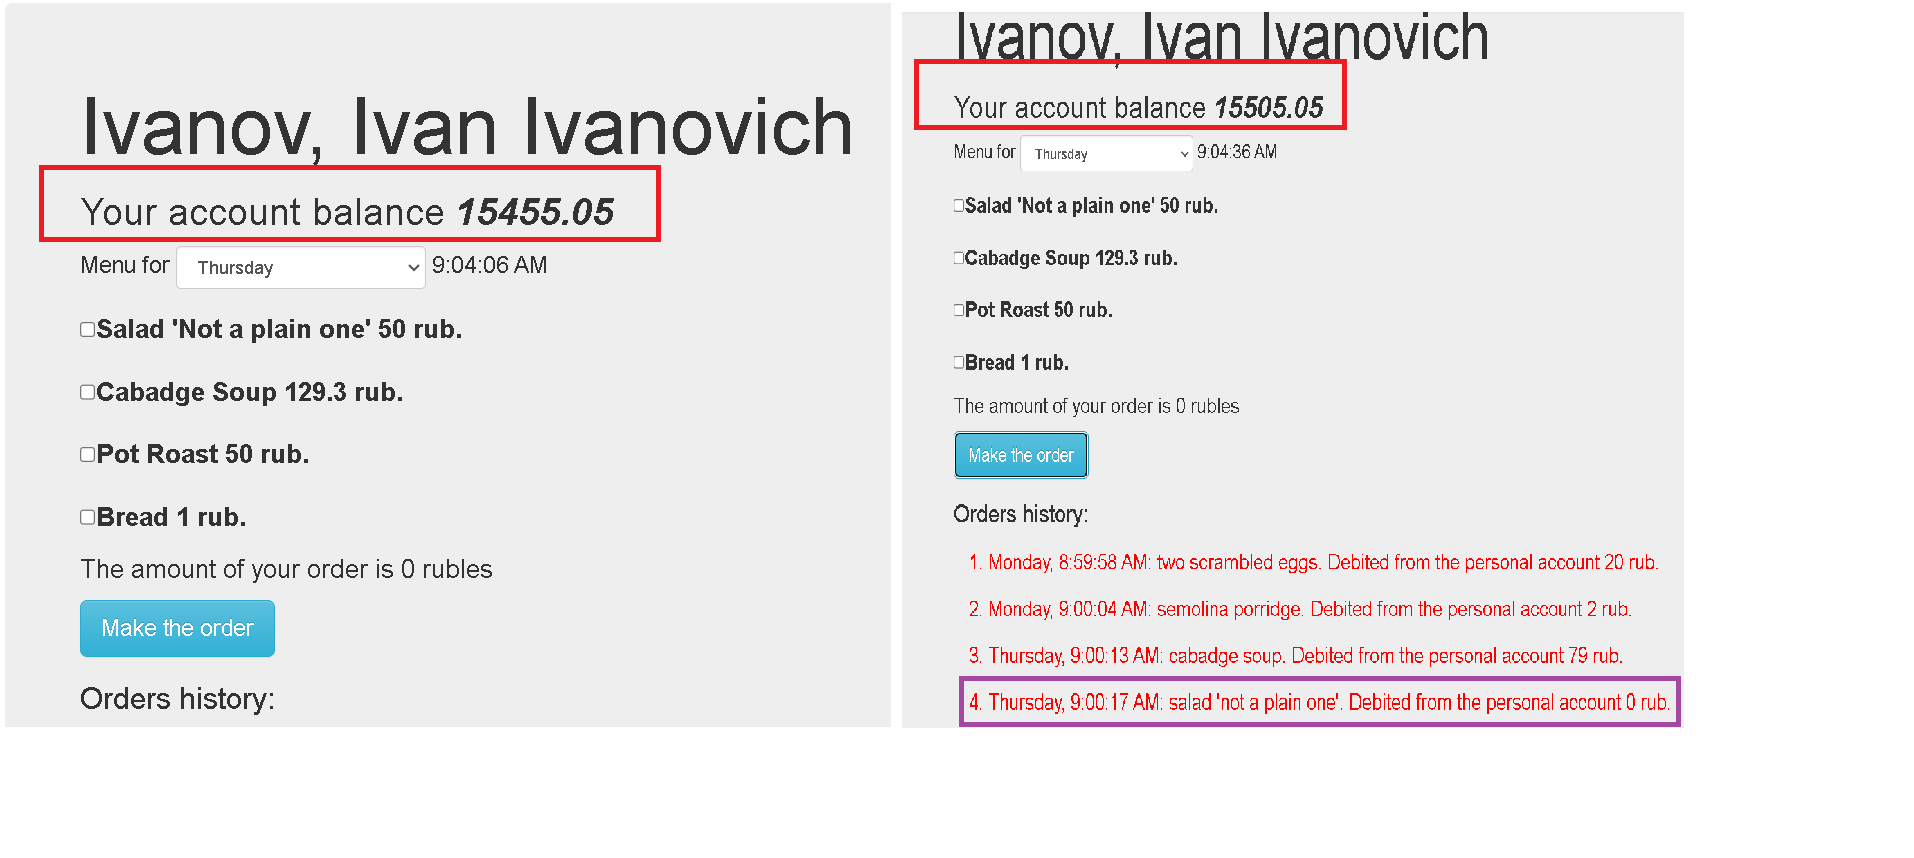 Ivanov, Ivan Ivanovich
Your account balance 15455.05
Menu for Thursday 9:04:06 AM
Salad 'Not a plain one' 50 rub.
Cabadge Soup 129.3 rub.
Pot Roast 50 rub.
Bread 1 rub.
The amount of your order is 0 rubles
Make the order
Orders history:
Ivanov, Ivan Ivanovich
Your account balance 15505.05
Menu for Thursday 9:04:36 AM
Salad 'Not a plain one' 50 rub.
Cabadge Soup 129.3 rub.
Pot Roast 50 rub.
Bread 1 rub.
The amount of your order is 0 rubles
Make the order
Orders history:
1. Monday, 8:59:58 AM: two scrambled eggs. Debited from the personal account 20 rub.
2. Monday, 9:00:04 AM: semolina porridge. Debited from the personal account 2 rub.
3. Thursday, 9:00:13 AM: cabadge soup. Debited from the personal account 79 rub.
4. Thursday, 9:00:17 AM: salad 'not a plain one'. Debited from the personal account 0 rub.